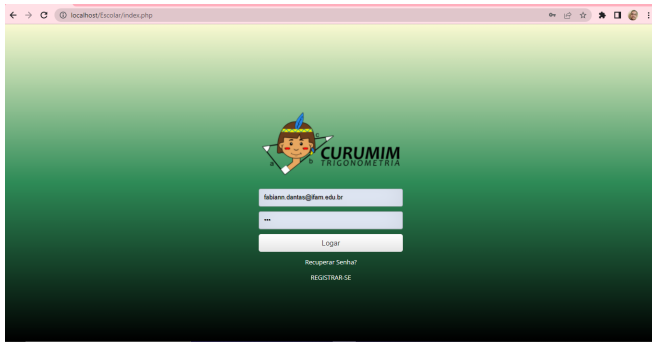 localhost/Escolar/index.php
c
a
b
CURUMIM
TRIGONOMETRIA
fabiann.dantas@ifam.edu.br
•••
Logar
Recuperar Senha?
REGISTRAR-SE